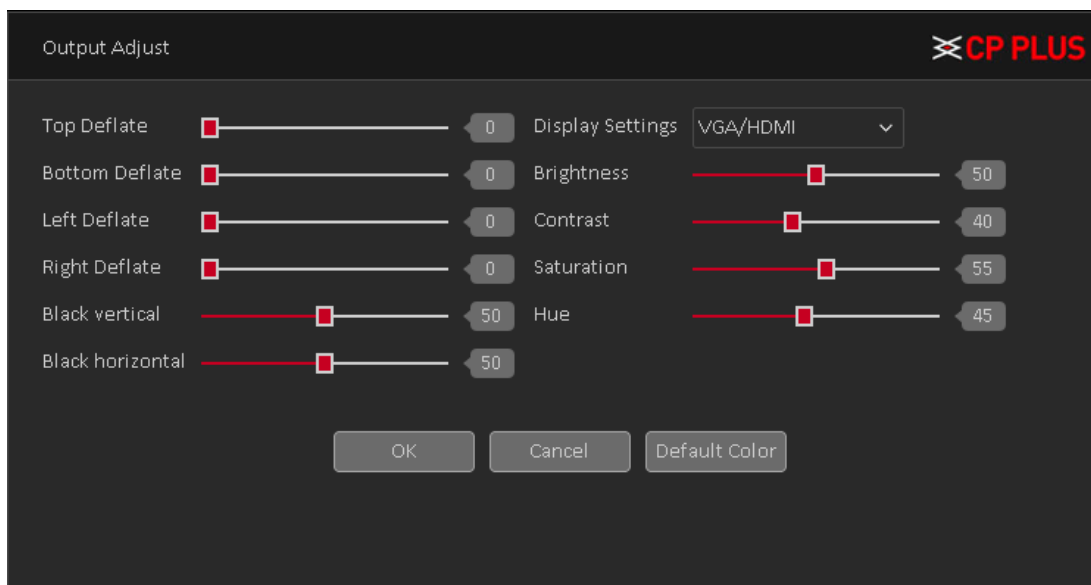 Output Adjust
CP PLUS
Top Deflate 0
Bottom Deflate 0
Left Deflate 0
Right Deflate 0
Black vertical 50
Black horizontal 50
Display Settings VGA/HDMI
Brightness 50
Contrast 40
Saturation 55
Hue 45
OK Cancel Default Color